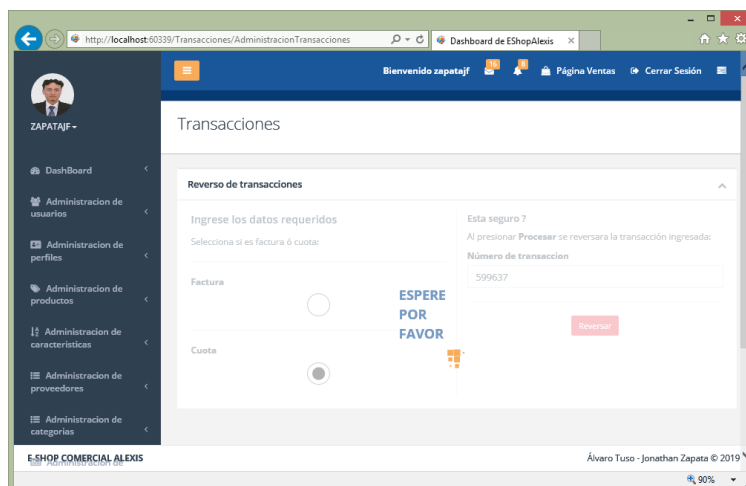 http://localhost:60339/Transacciones/AdministracionTransacciones
Dashboard de EShopAlexis
Bienvenido zapatajf
16
8
Página Ventas
Cerrar Sesión
ZAPATAJF
Transacciones
DashBoard
Administracion de
usuarios
Administracion de
perfiles
Administracion de
productos
Administracion de
caracteristicas
Administracion de
proveedores
Administracion de
categorias
Administracion de
Reverso de transacciones
Ingrese los datos requeridos
Selecciona si es factura ó cuota:
Factura
Cuota
ESPERE
POR
FAVOR
Esta seguro ?
Al presionar Procesar se reversara la transacción ingresada:
Número de transaccion
599637
Reversar
E-SHOP COMERCIAL ALEXIS
Álvaro Tuso - Jonathan Zapata © 2019
90%